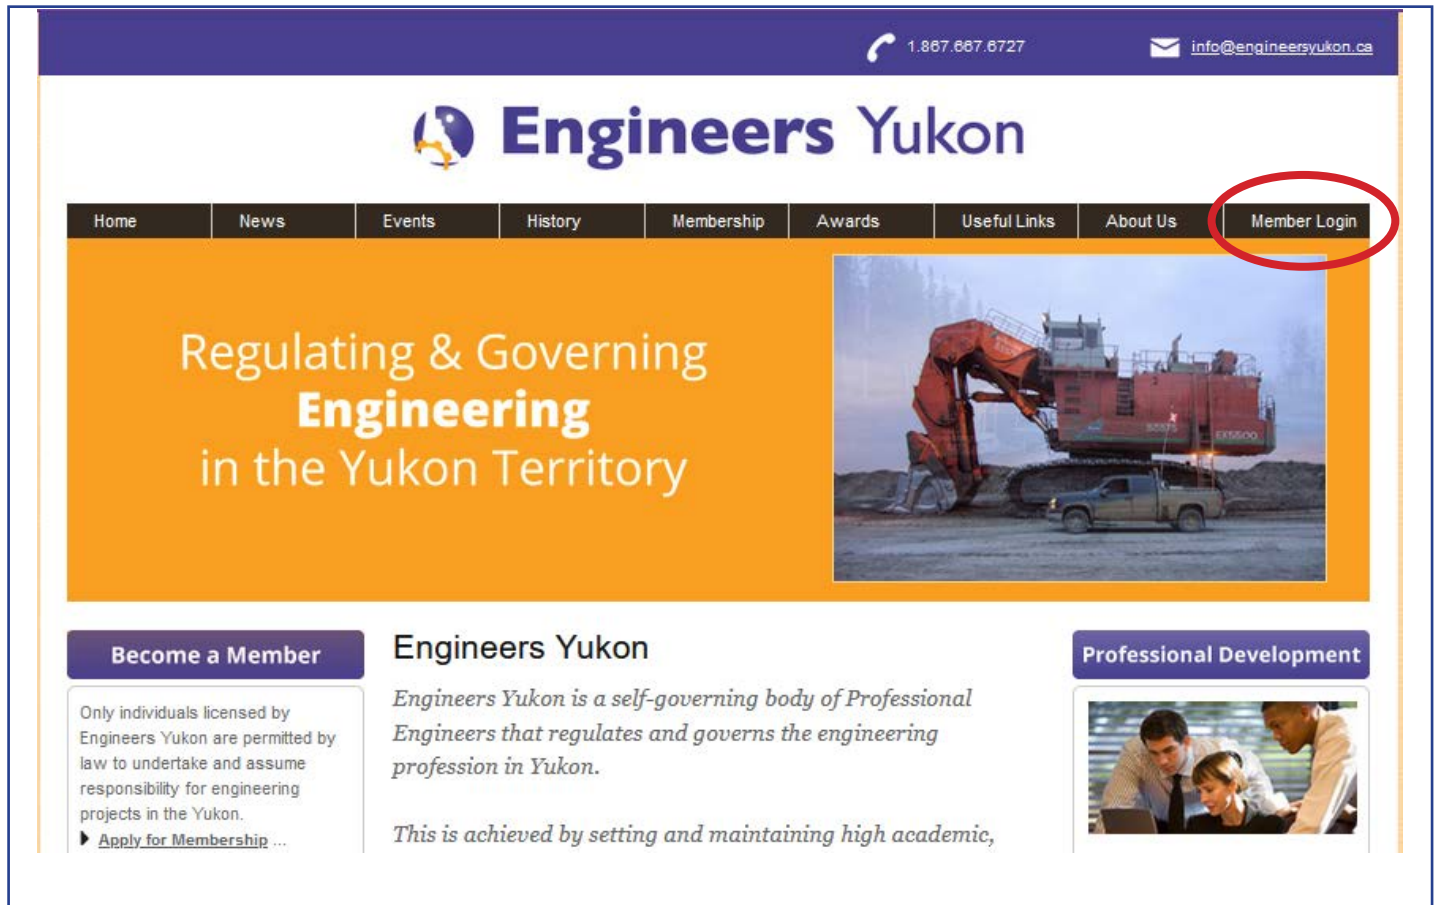 1.867.667.6727
info@engineersyukon.ca
Engineers Yukon
Home News Events History Membership Awards Useful Links About Us Member Login
Regulating & Governing
Engineering
in the Yukon Territory
EX5500
Become a Member
Only individuals licensed by
Engineers Yukon are permitted by
law to undertake and assume
responsibility for engineering
projects in the Yukon.
Apply for Membership ...
Engineers Yukon
Engineers Yukon is a self-governing body of Professional
Engineers that regulates and governs the engineering
profession in Yukon.
This is achieved by setting and maintaining high academic,
Professional Development